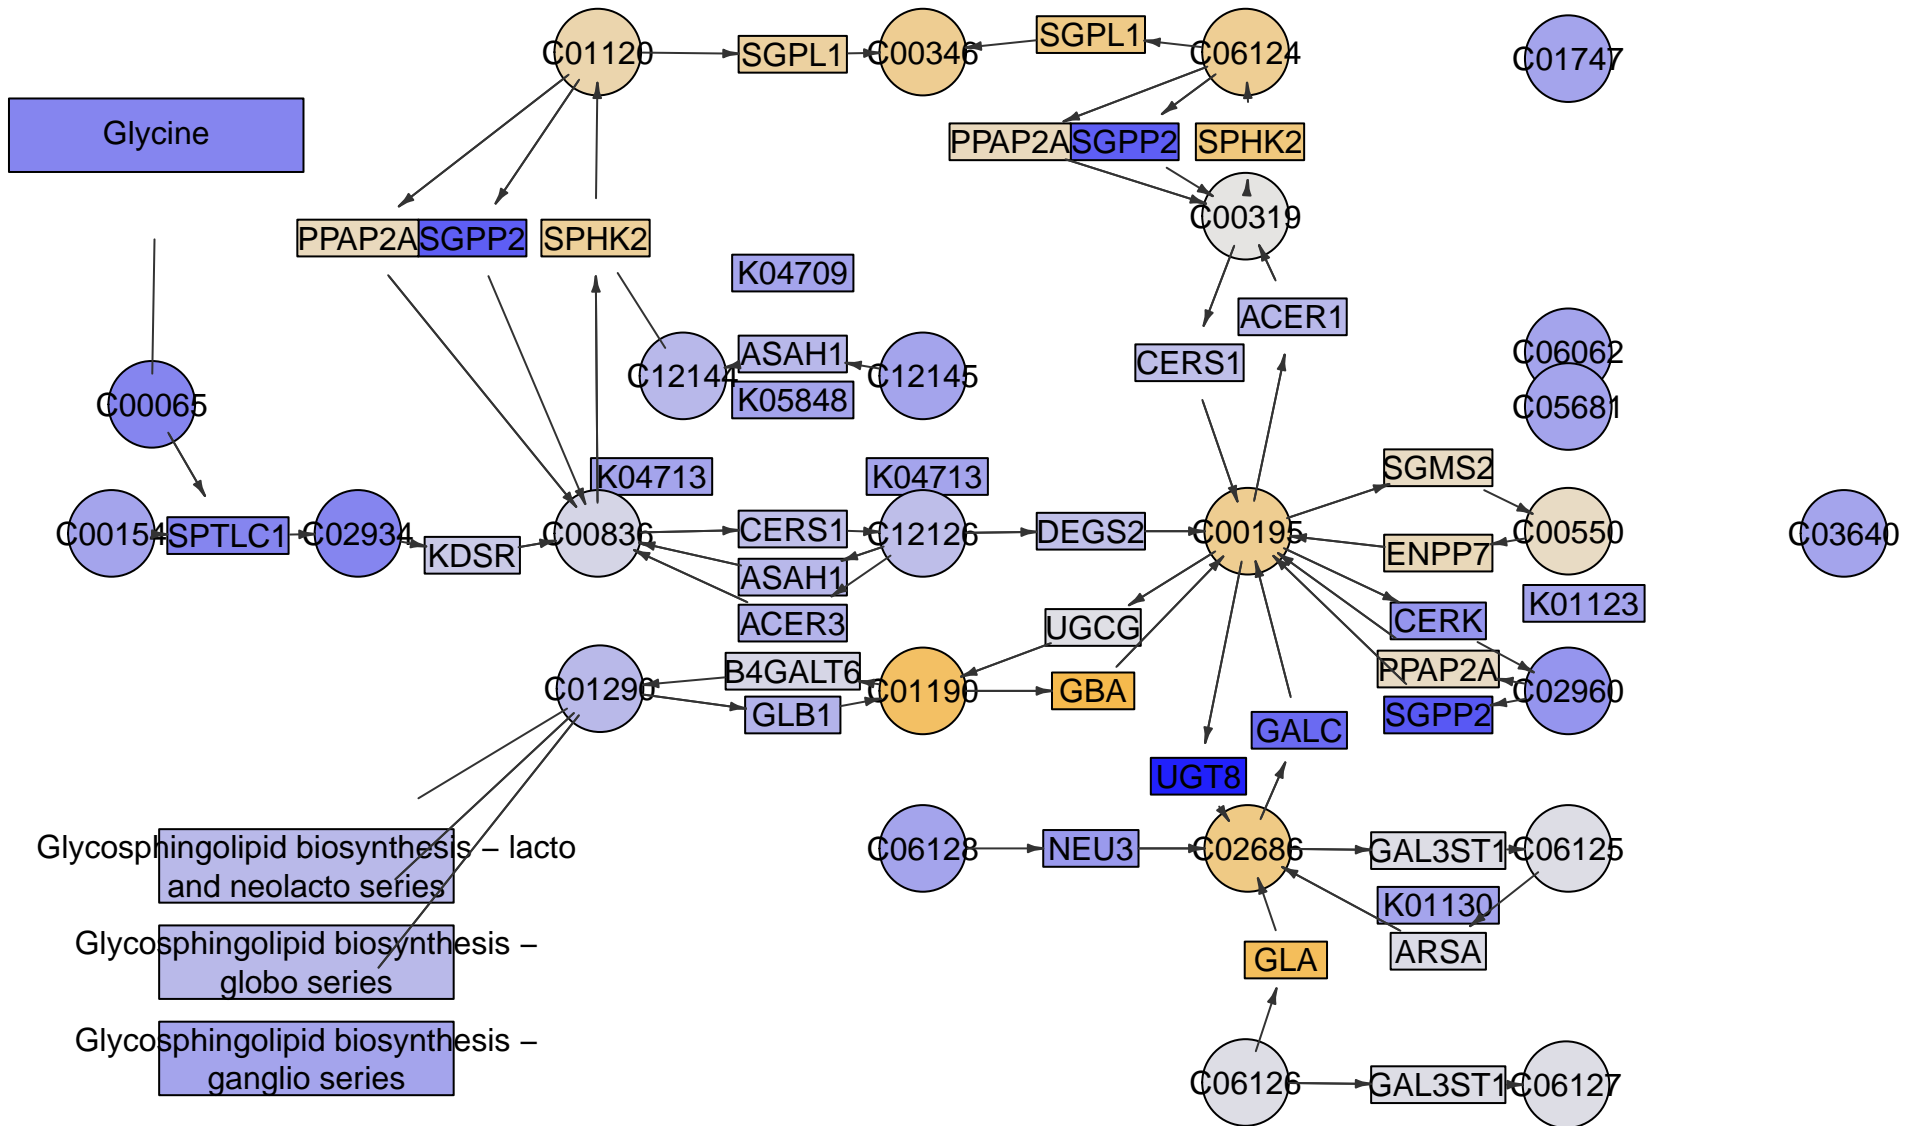 C01120
SGPL1
C00346
SGPL1
C06124
C01747
Glycine
PPAP2A
SGPP2
SPHK2
C00319
PPAP2A
SGPP2
SPHK2
K04709
ACER1
C12144
ASAH1
C12145
CERS1
C06062
K05848
C05681
C00065
K04713
K04713
SGMS2
C00154
SPTLC1
C02934
KDSR
C00836
CERS1
C12126
DEGS2
C00195
C00550
C03640
ENPP7
ASAH1
K01123
ACER3
UGCG
CERK
B4GALT6
PPAP2A
C01290
C01190
GBA
C02960
GLB1
SGPP2
GALC
UGT8
Glycosphingolipid biosynthesis – lacto
and neolacto series
C06128
NEU3
C02686
GAL3ST1
C06125
K01130
Glycosphingolipid biosynthesis –
globo series
GLA
ARSA
Glycosphingolipid biosynthesis –
ganglio series
C06126
GAL3ST1
C06127